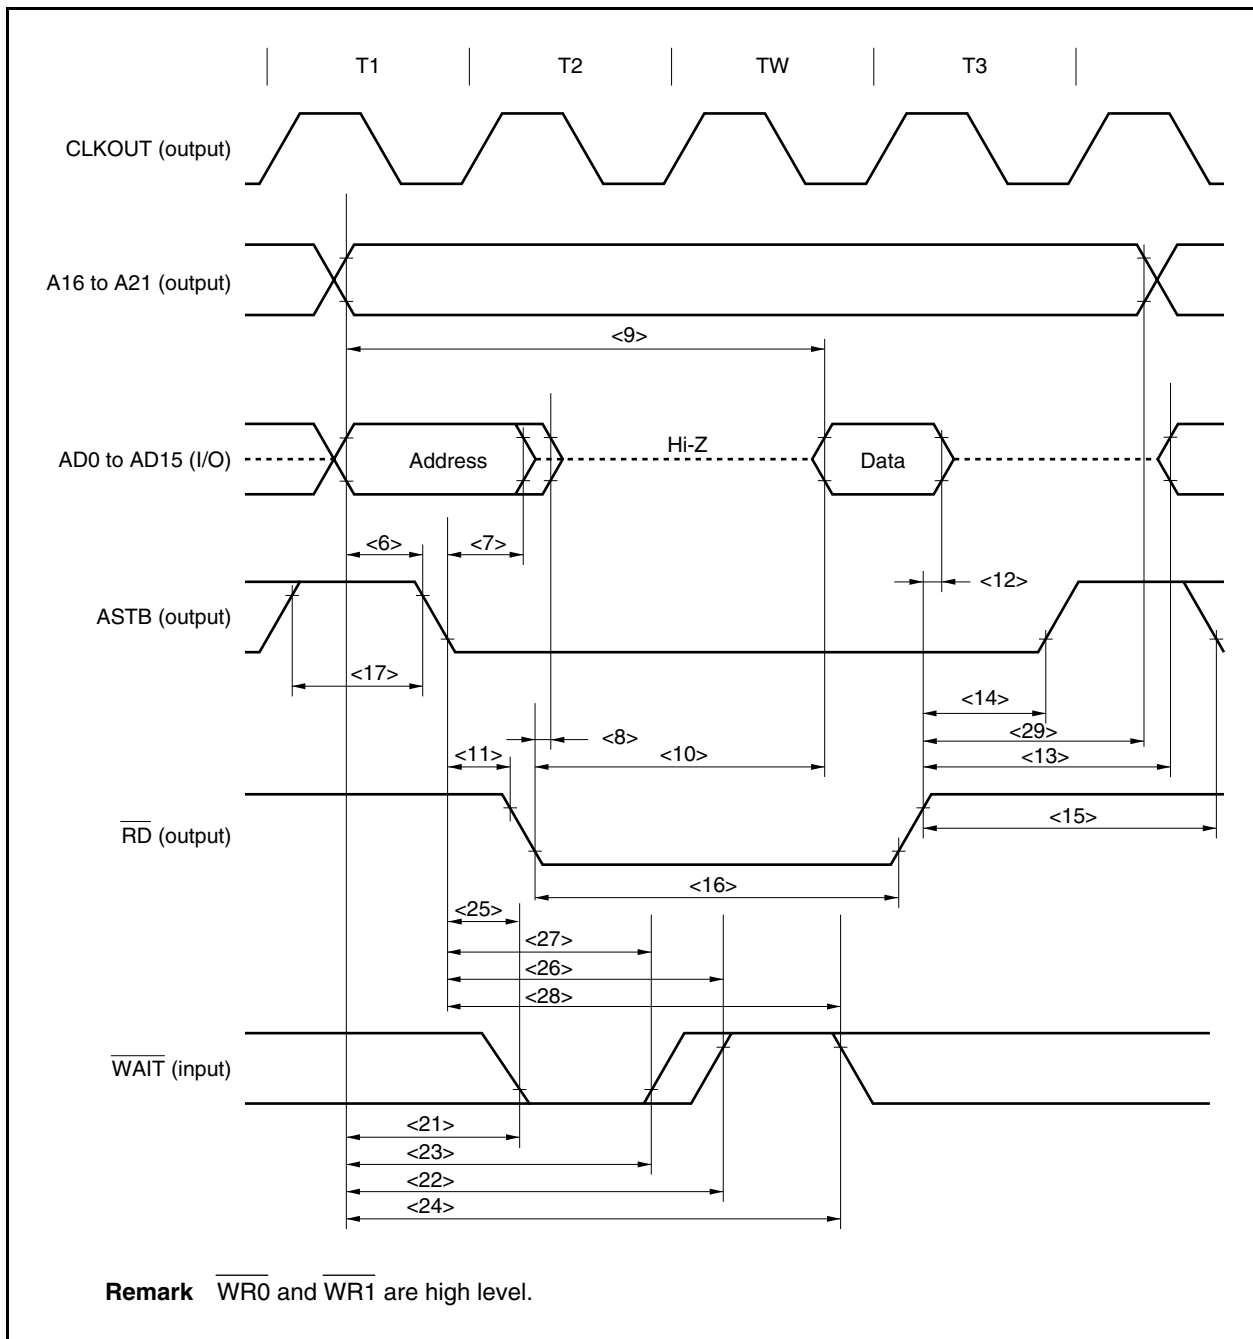 T1 T2 TW T3
CLKOUT (output)
A16 to A21 (output)
<9>
AD0 to AD15 (I/O)
Address
Hi-Z
Data
<6> <7>
<12>
ASTB (output)
<17>
<14>
<29>
<8>
<11>
<10>
<13>
RD (output)
<15>
<16>
<25>
<27>
<26>
<28>
WAIT (input)
<21>
<23>
<22>
<24>
Remark WR0 and WR1 are high level.